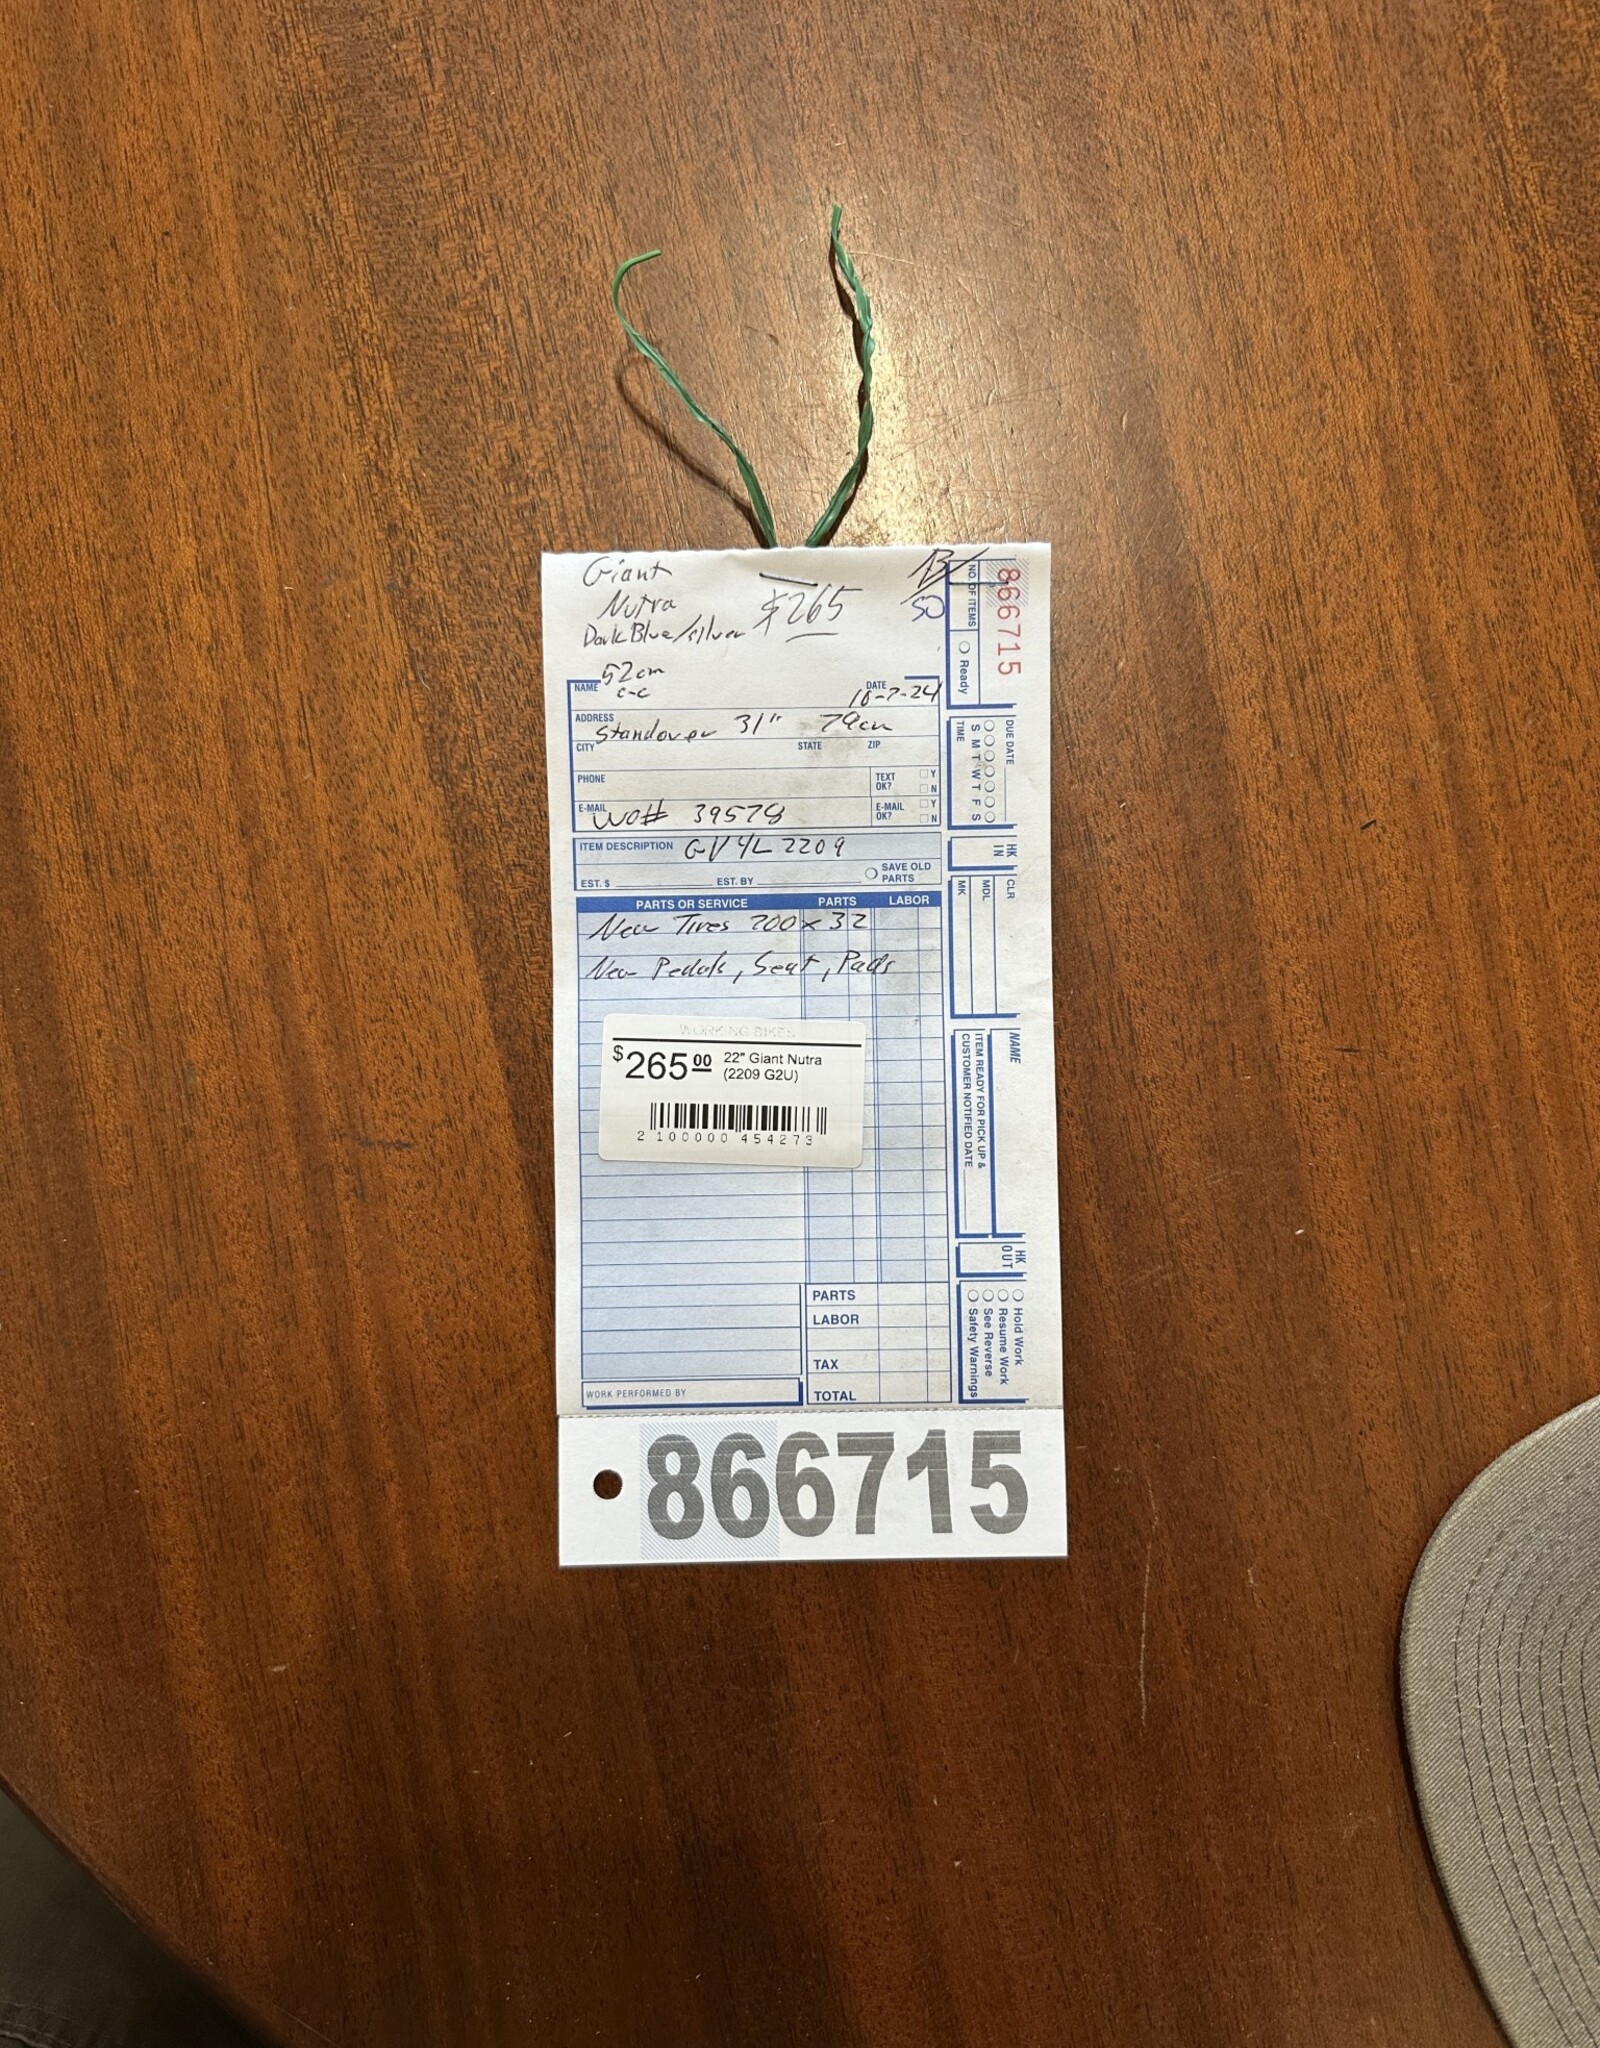 Giant
Nutra $265
Dark Blue/silver
52cm
c-c
50
866715
NO. OF ITEMS
Ready
NAME
DATE
10-7-24
ADDRESS
Standover 31" 79cm
CITY STATE ZIP
PHONE TEXT OK? Y N
E-MAIL E-MAIL OK? Y N
WO# 39578
ITEM DESCRIPTION GV4L2209
EST. $ EST. BY SAVE OLD PARTS
PARTS OR SERVICE PARTS LABOR
New Tires 700x32
New Pedals, Seat, Pads
WORKING BIKES
$265.00 22" Giant Nutra
(2209 G2U)
2 100000 454273
PARTS
LABOR
TAX
TOTAL
WORK PERFORMED BY
DUE DATE
S M T W T F S
TIME
HK IN
CLR
MDL
MK
NAME
ITEM READY FOR PICK UP &
CUSTOMER NOTIFIED DATE
HK OUT
Hold Work
Resume Work
See Reverse
Safety Warnings
866715